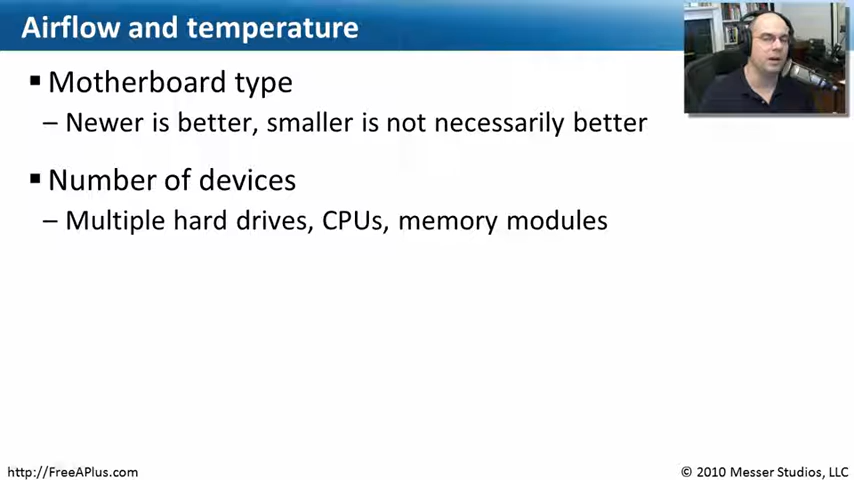 Airflow and temperature
▪ Motherboard type
– Newer is better, smaller is not necessarily better
▪ Number of devices
– Multiple hard drives, CPUs, memory modules
http://FreeAPlus.com
© 2010 Messer Studios, LLC